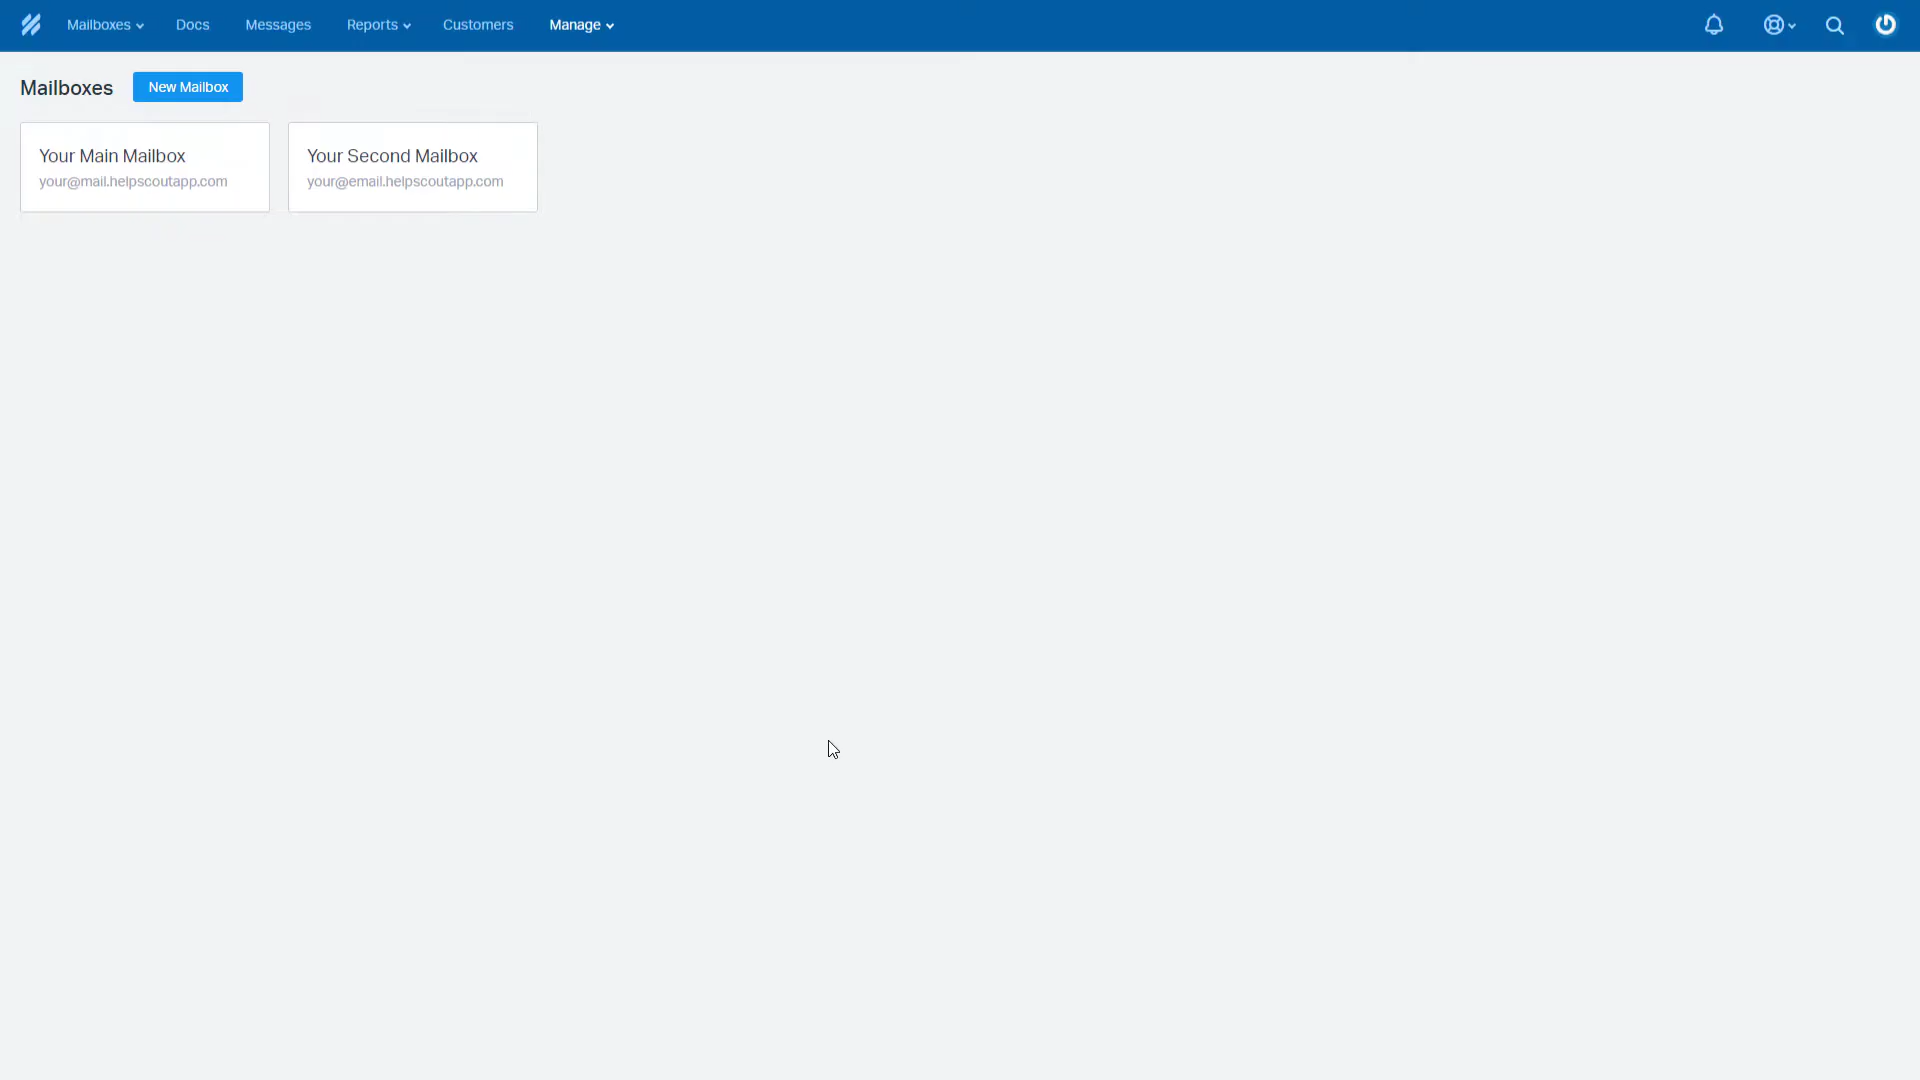 Mailboxes Docs Messages Reports Customers Manage
Mailboxes New Mailbox
Your Main Mailbox
your@mail.helpscoutapp.com
Your Second Mailbox
your@email.helpscoutapp.com